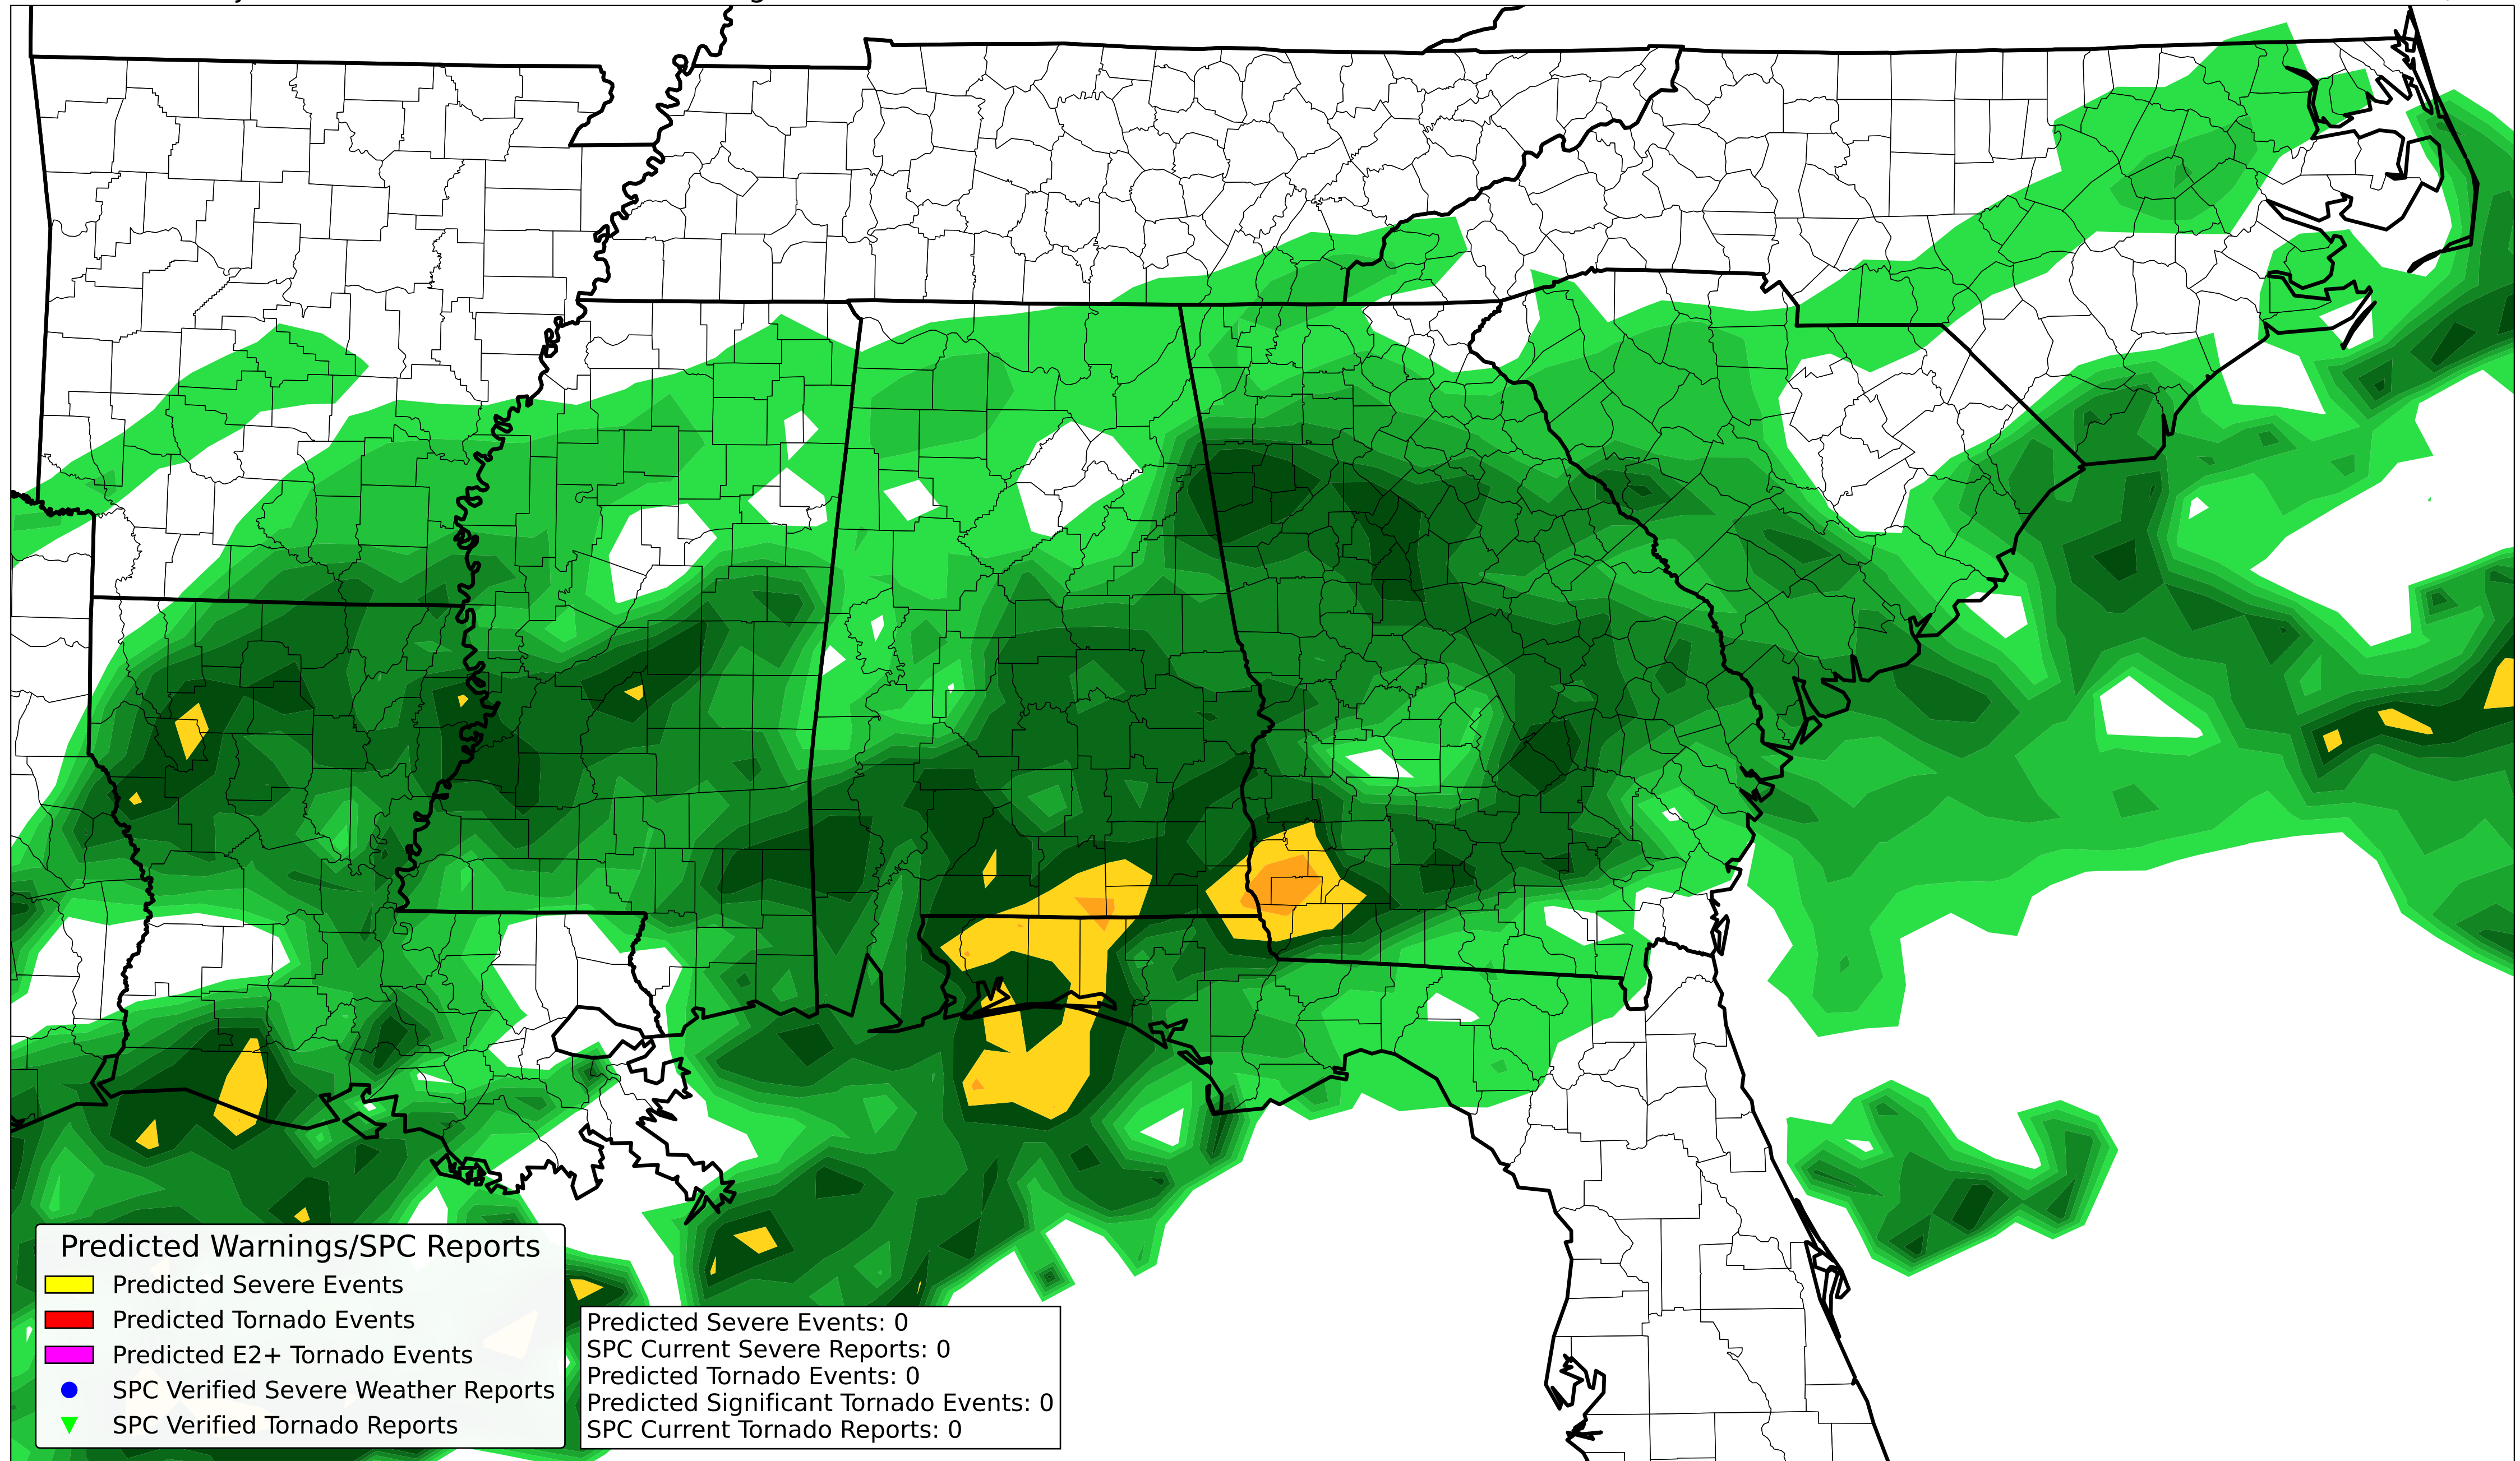 Predicted Warnings/SPC Reports
Predicted Severe Events
Predicted Tornado Events
Predicted E2+ Tornado Events
SPC Verified Severe Weather Reports
SPC Verified Tornado Reports
Predicted Severe Events: 0
SPC Current Severe Reports: 0
Predicted Tornado Events: 0
Predicted Significant Tornado Events: 0
SPC Current Tornado Reports: 0